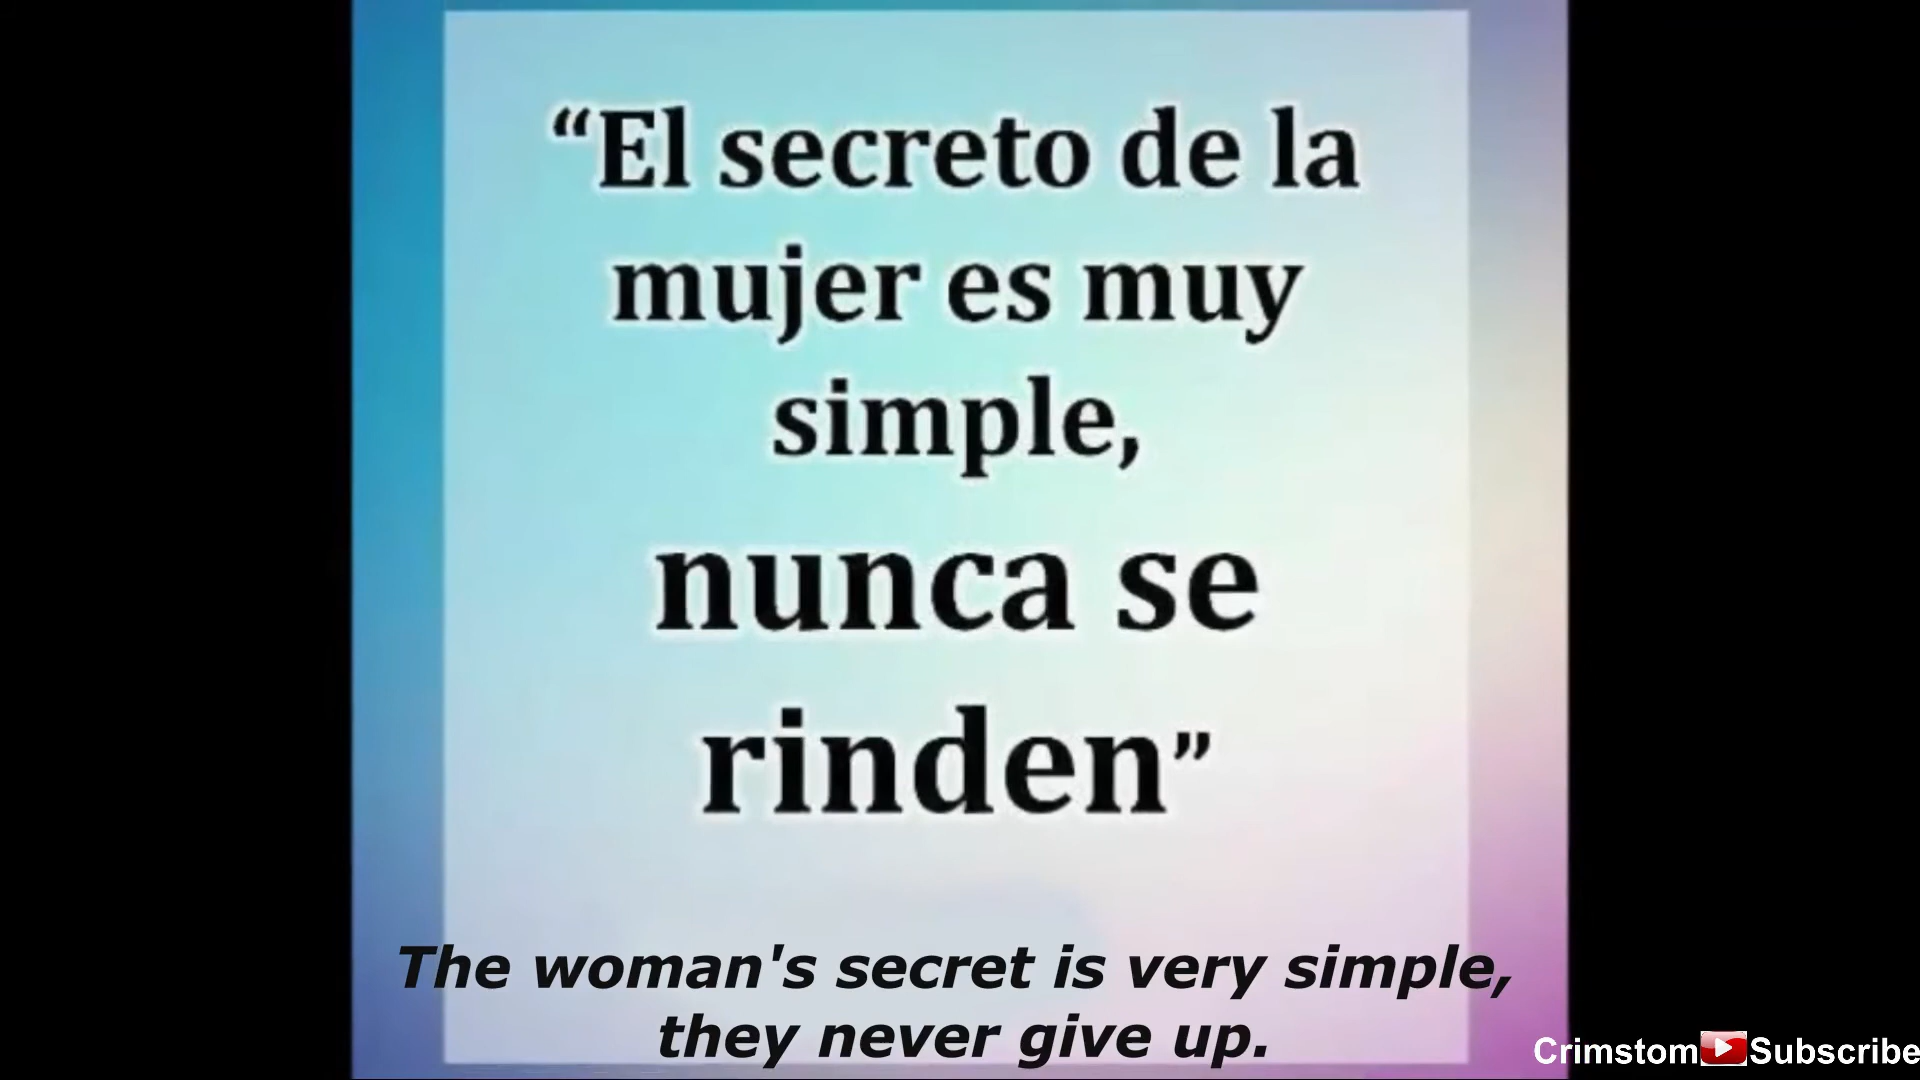 “El secreto de la
mujer es muy
simple,
nunca se
rinden”
The woman's secret is very simple,
they never give up.
Crimstom Subscribe